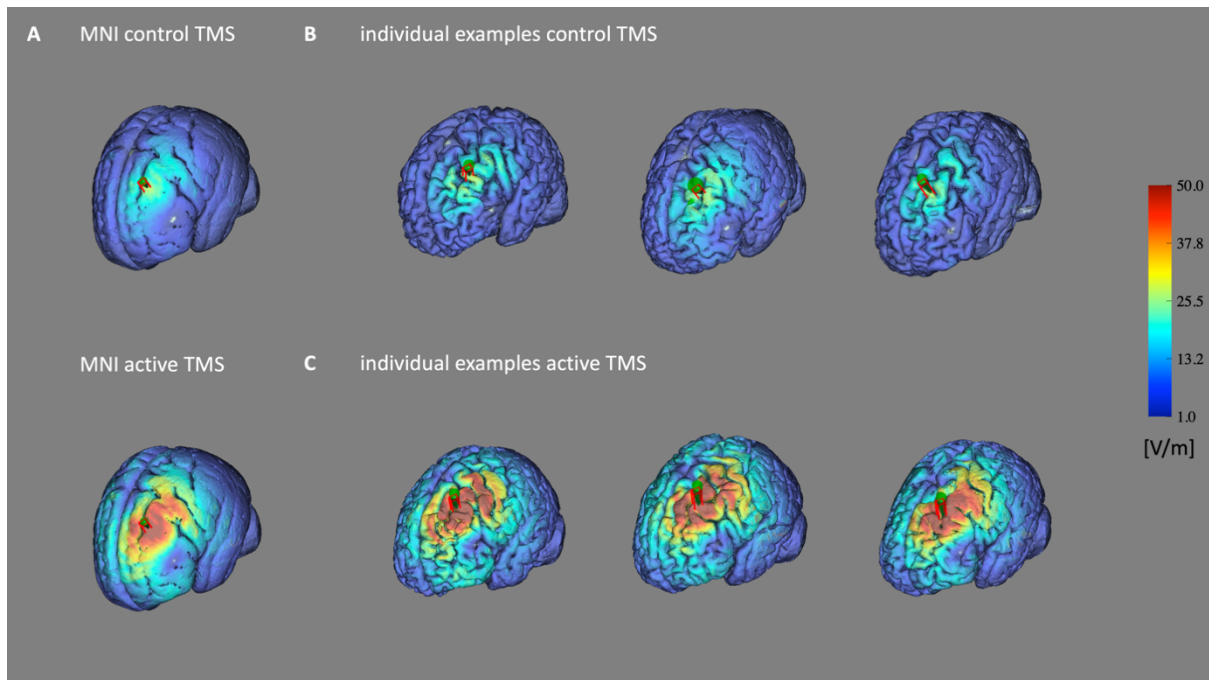 A MNI control TMS B individual examples control TMS
50.0
37.8
25.5
13.2
1.0
[V/m]
MNI active TMS C individual examples active TMS